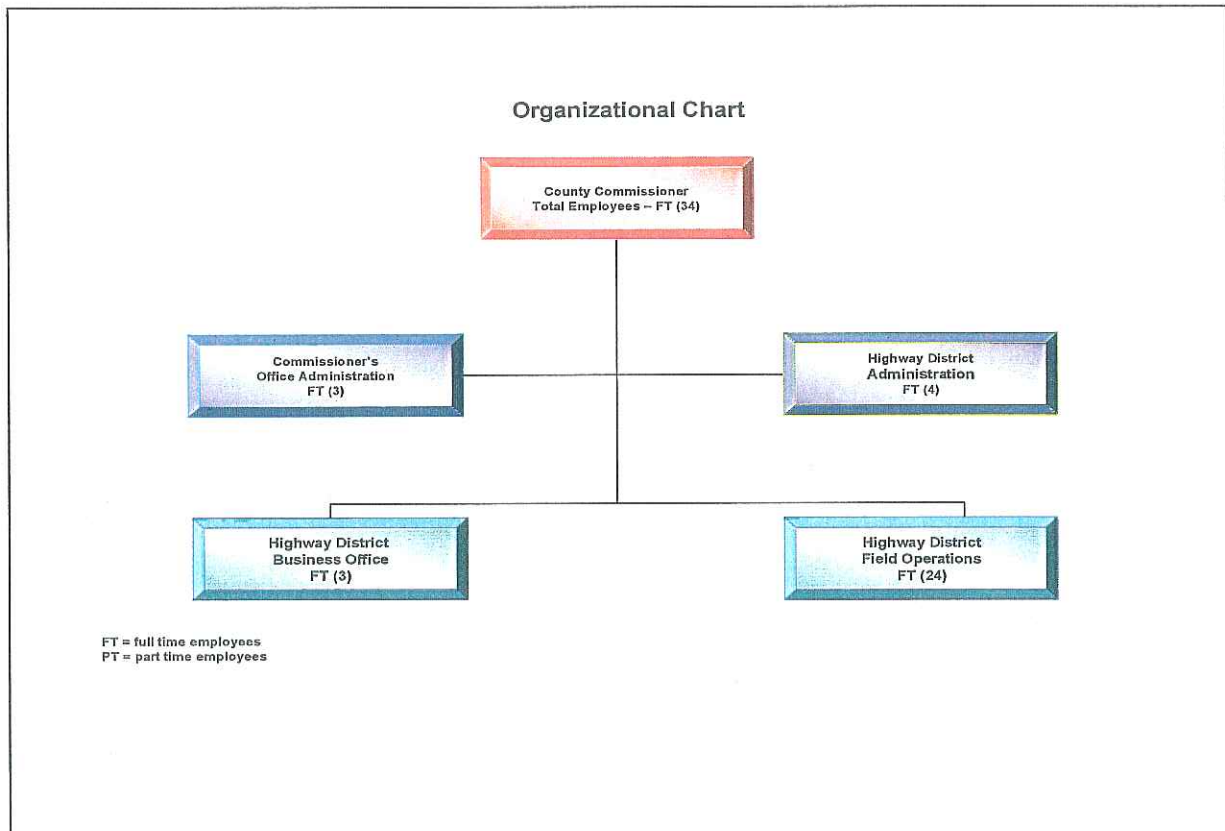 Organizational Chart
County Commissioner
Total Employees – FT (34)
Commissioner's
Office Administration
FT (3)
Highway District
Administration
FT (4)
Highway District
Business Office
FT (3)
Highway District
Field Operations
FT (24)
FT = full time employees
PT = part time employees